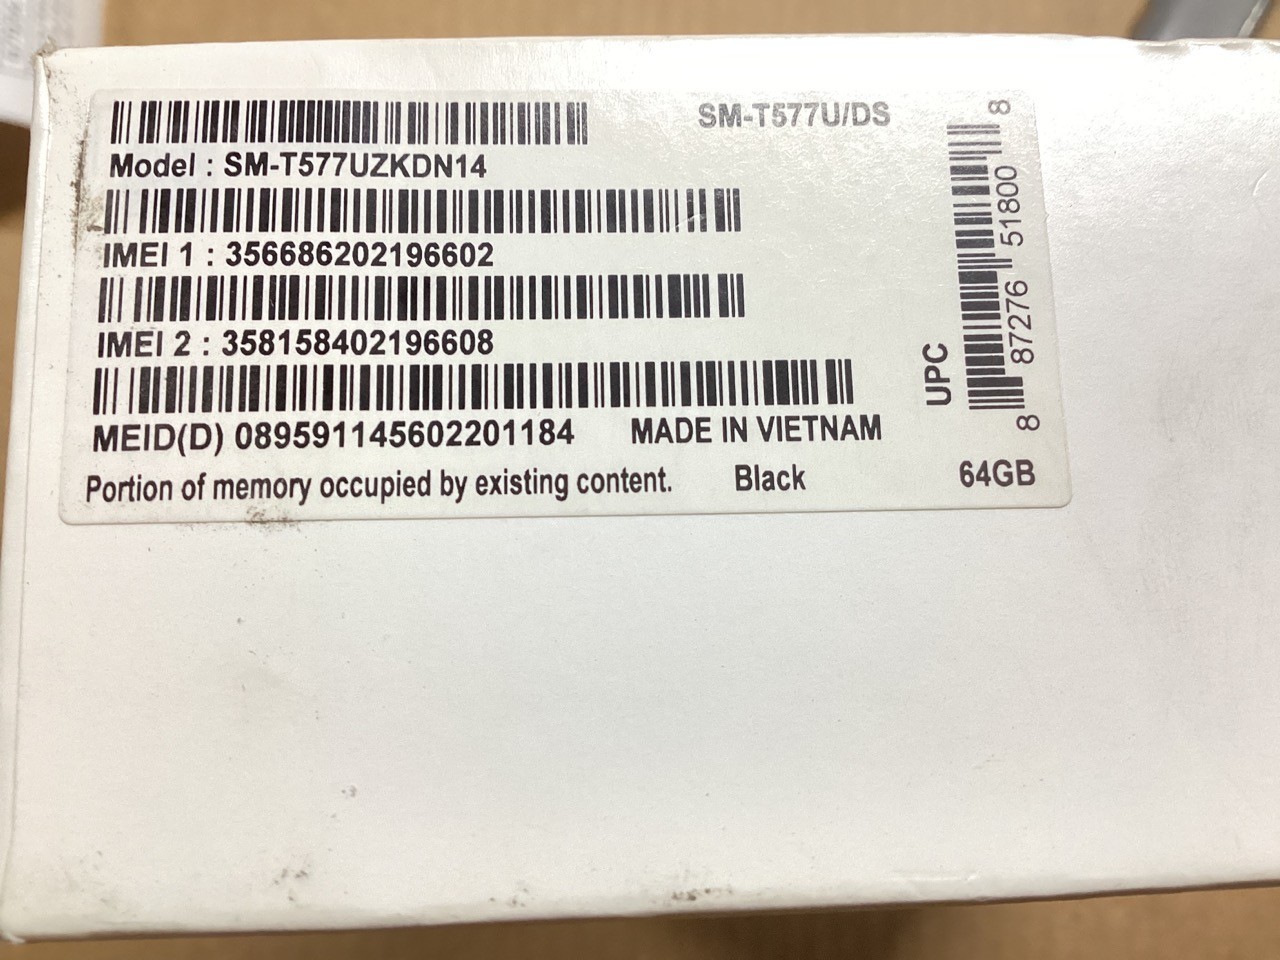 SM-T577U/DS
Model : SM-T577UZKDN14
IMEI 1 : 356686202196602
IMEI 2 : 358158402196608
MEID(D) 089591145602201184 MADE IN VIETNAM
Portion of memory occupied by existing content. Black 64GB
UPC
8 87276 51800 8